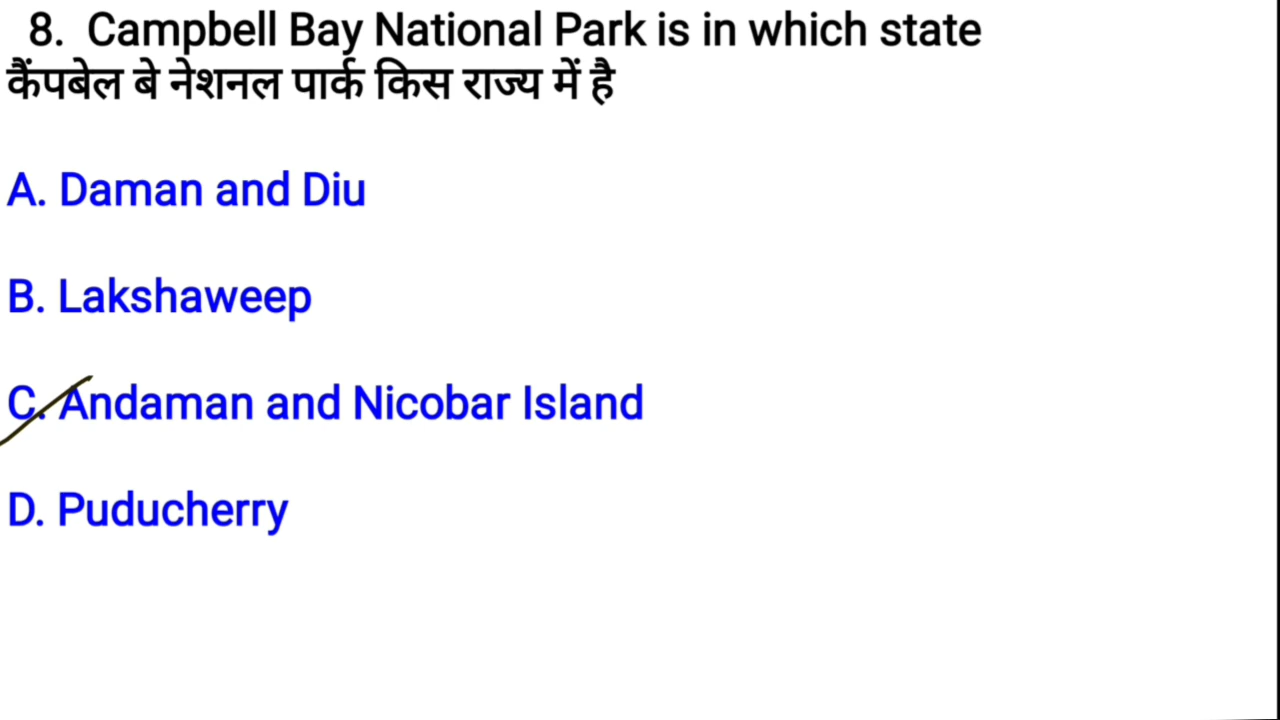 8. Campbell Bay National Park is in which state
कैंपबेल बे नेशनल पार्क किस राज्य में है
A. Daman and Diu
B. Lakshaweep
C. Andaman and Nicobar Island
D. Puducherry